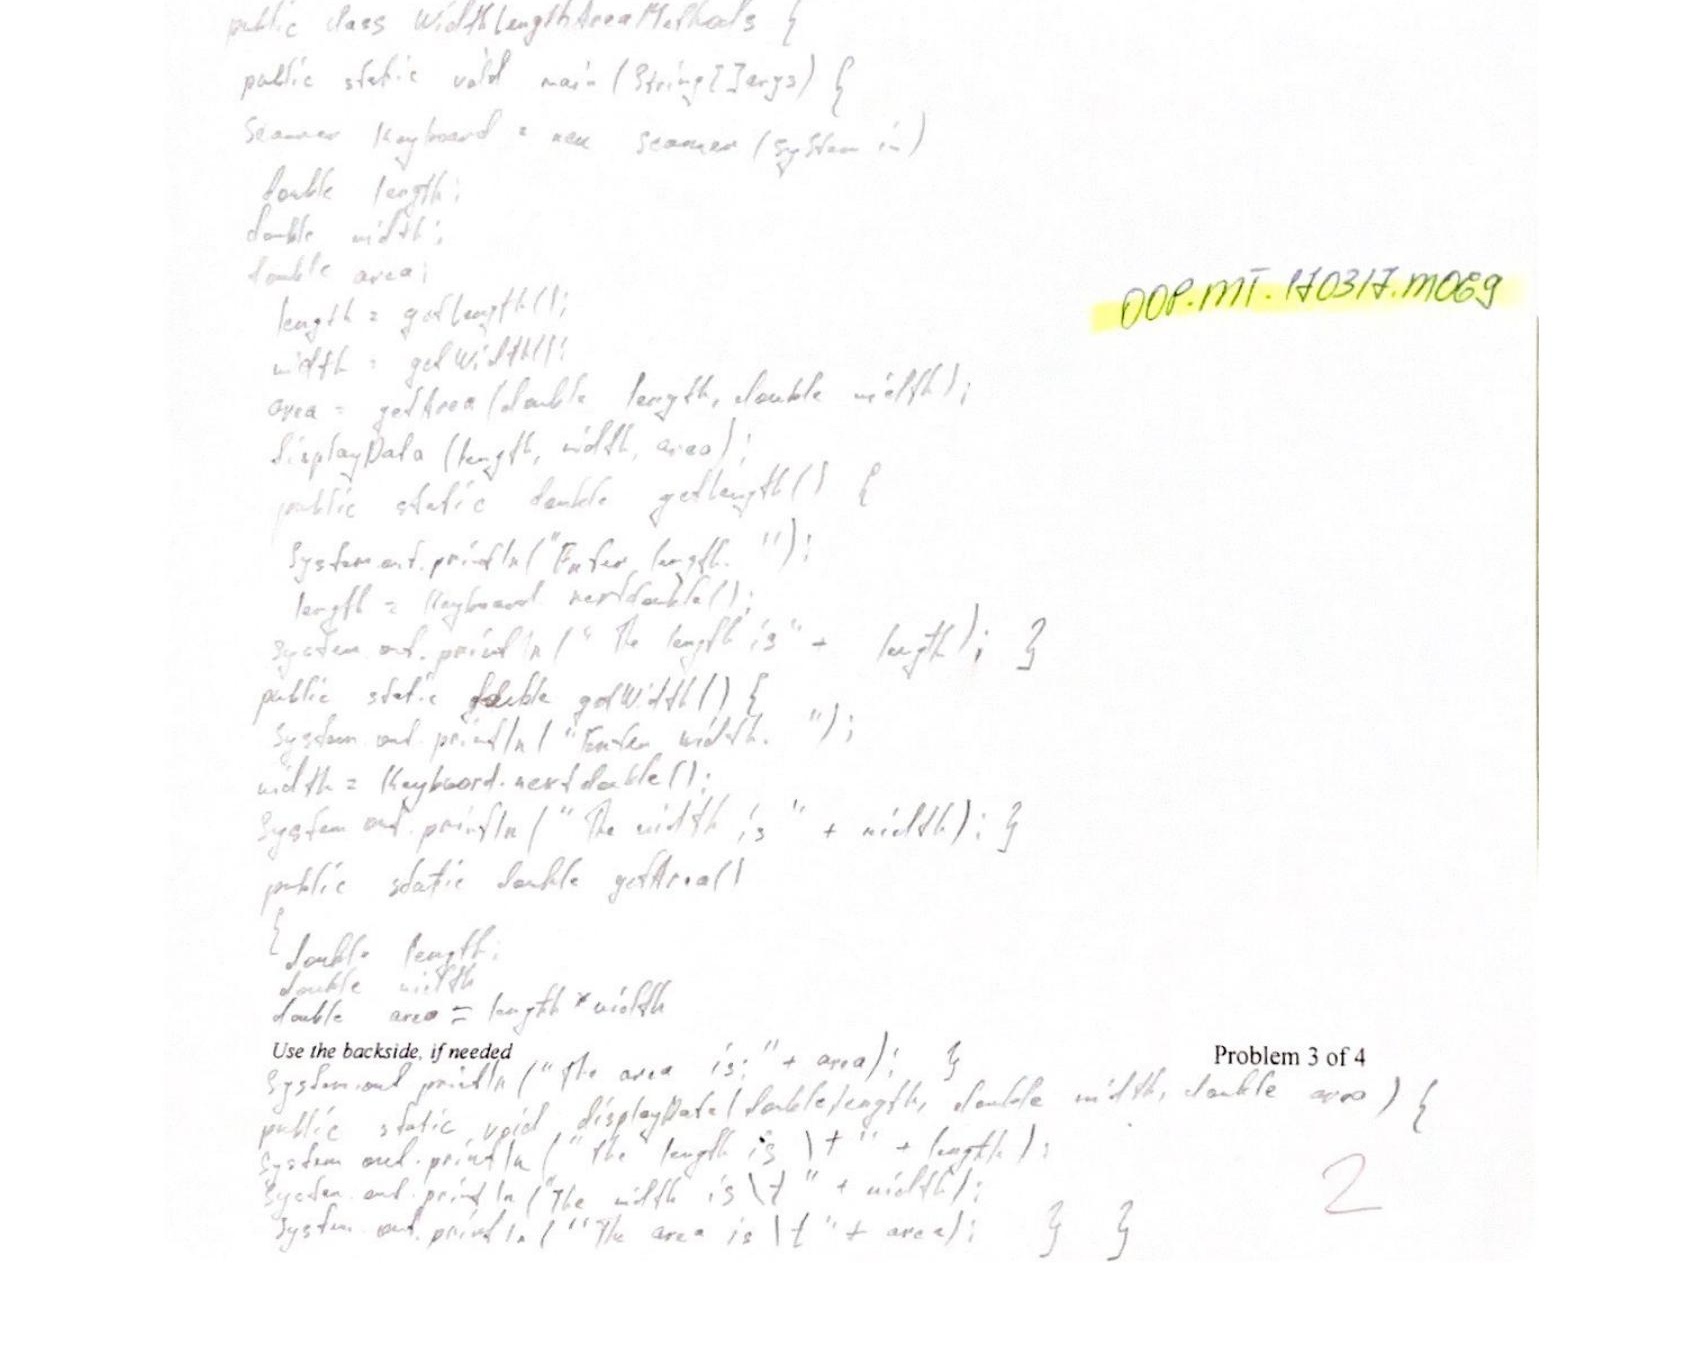 public class WidthLengthAreaMethods {
public static void main (String[] args) {
Scanner Keyboard = new Scanner (System in)
double length;
double width;
double area;
OOP.MT.170317.M069
length = getLength();
width = getWidth();
area = getArea (double length, double width);
displayData (length, width, area);
public static double getLength() {
System.out.println("Enter length. ");
length = Keyboard nextdouble();
System.out.println(" The length is" + length); }
public static double getWidth() {
System.out.println( "Enter width. ");
width = Keyboard.nextdouble();
System out.println (" The width is " + width); }
public static double getArea()
{
double length;
double width
double area = length * width
Use the backside, if needed
Problem 3 of 4
System.out println ("The area is: " + area); }
public static void displayData (double length, double width, double area) {
System out.println ("The length is \t " + length);
System.out.println ("The width is \t " + width);
System.out.println ("The area is \t " + area); } }
2